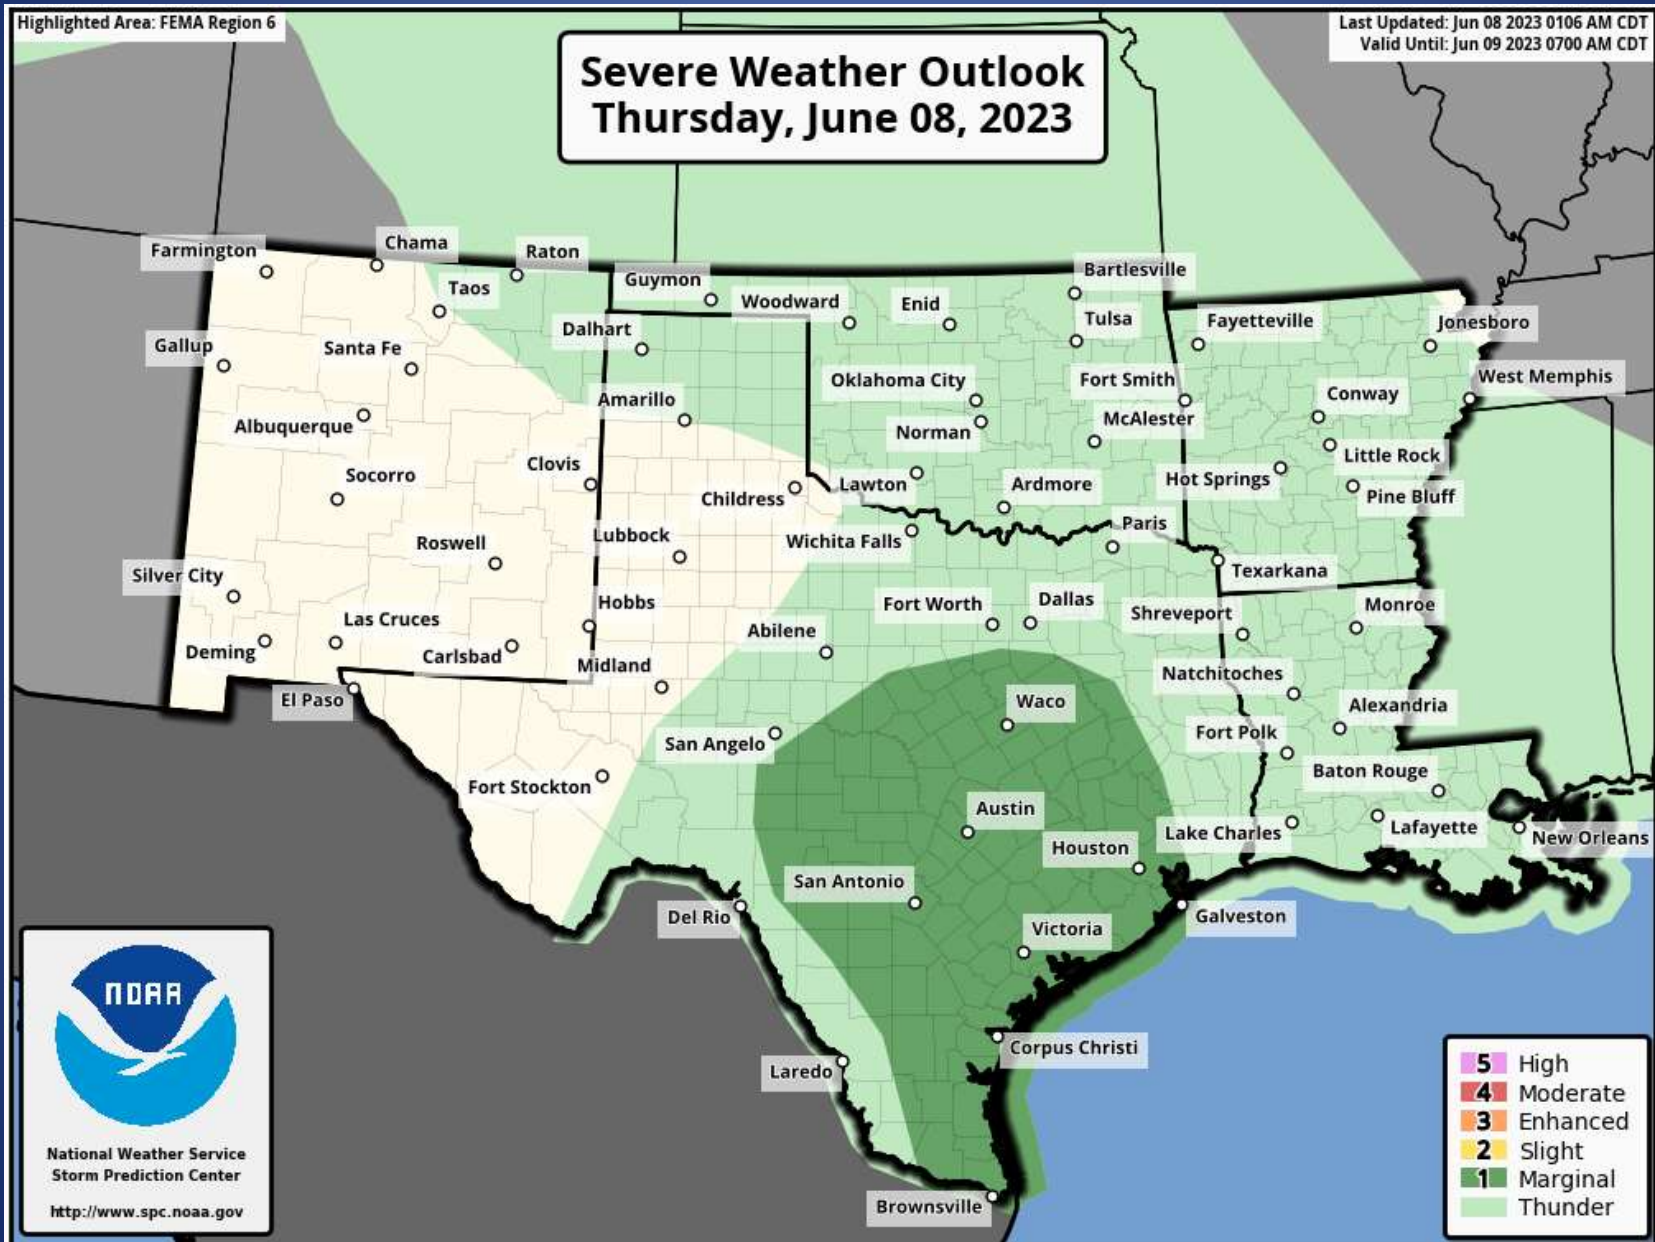 Highlighted Area: FEMA Region 6
Last Updated: Jun 08 2023 0106 AM CDT
Valid Until: Jun 09 2023 0700 AM CDT
Severe Weather Outlook
Thursday, June 08, 2023
Farmington
Chama
Raton
Taos
Guymon
Woodward
Enid
Bartlesville
Tulsa
Fayetteville
Jonesboro
Gallup
Santa Fe
Dalhart
Oklahoma City
Fort Smith
West Memphis
Amarillo
Conway
Albuquerque
Norman
McAlester
Little Rock
Socorro
Clovis
Childress
Lawton
Ardmore
Hot Springs
Pine Bluff
Roswell
Lubbock
Wichita Falls
Paris
Texarkana
Silver City
Las Cruces
Hobbs
Fort Worth
Dallas
Shreveport
Monroe
Deming
Carlsbad
Midland
Abilene
Natchitoches
El Paso
Waco
Alexandria
San Angelo
Fort Polk
Fort Stockton
Baton Rouge
Austin
Houston
Lake Charles
Lafayette
New Orleans
San Antonio
Del Rio
Victoria
Galveston
Corpus Christi
Laredo
Brownsville
NOAA
National Weather Service
Storm Prediction Center
http://www.spc.noaa.gov
5 High
4 Moderate
3 Enhanced
2 Slight
1 Marginal
Thunder